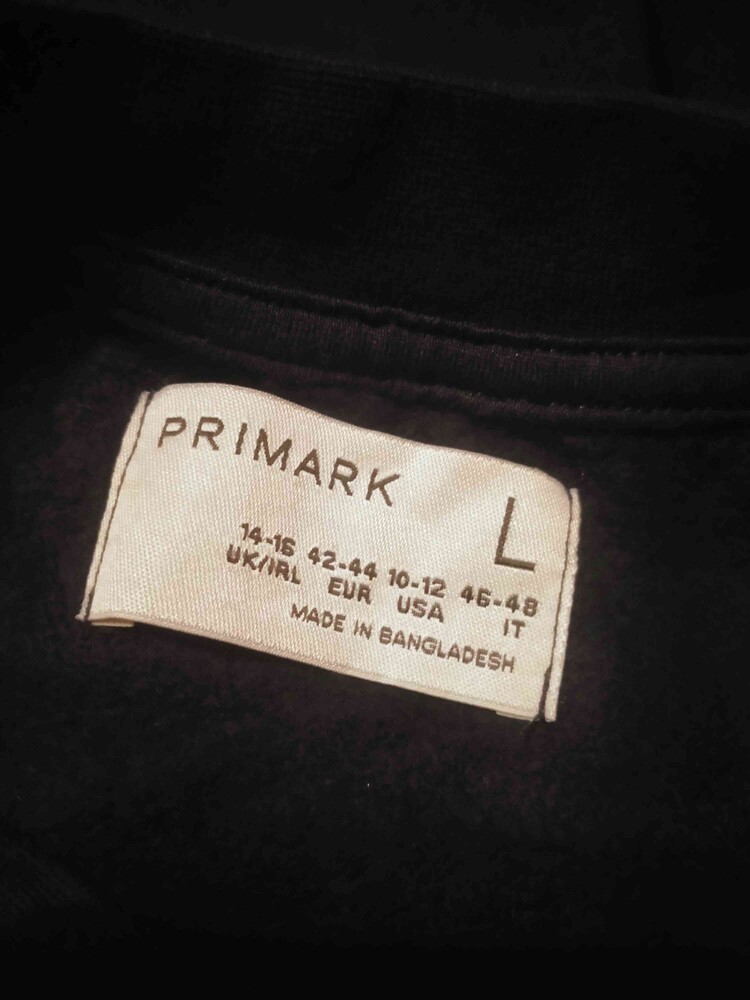 PRIMARK
L
14-16 42-44 10-12 46-48
UK/IRL EUR USA IT
MADE IN BANGLADESH